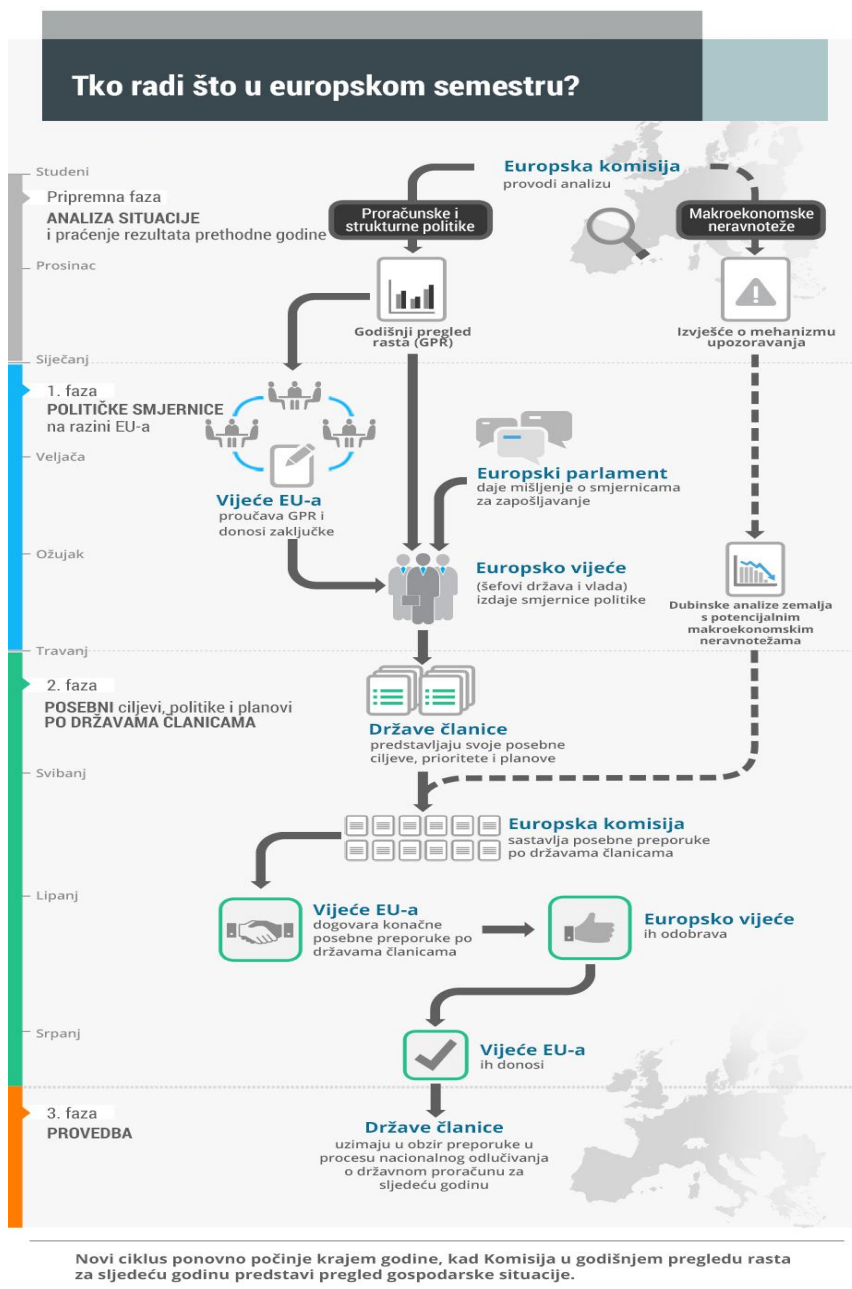 Tko radi što u europskom semestru?
Studeni
Pripremna faza
ANALIZA SITUACIJE
i praćenje rezultata prethodne godine
Europska komisija
provodi analizu
Proračunske i
strukturne politike
Makroekonomske
neravnoteže
Prosinac
Godišnji pregled
rasta (GPR)
Izvješće o mehanizmu
upozoravanja
Siječanj
1. faza
POLITIČKE SMJERNICE
na razini EU-a
Veljača
Vijeće EU-a
proučava GPR i
donosi zaključke
Europski parlament
daje mišljenje o smjernicama
za zapošljavanje
Ožujak
Europsko vijeće
(šefovi država i vlada)
izdaje smjernice politike
Dubinske analize zemalja
s potencijalnim
makroekonomskim
neravnotežama
Travanj
2. faza
POSEBNI ciljevi, politike i planovi
PO DRŽAVAMA ČLANICAMA
Države članice
predstavljaju svoje posebne
ciljeve, prioritete i planove
Svibanj
Europska komisija
sastavlja posebne preporuke
po državama članicama
Lipanj
Vijeće EU-a
dogovara konačne
posebne preporuke po
državama članicama
Europsko vijeće
ih odobrava
Srpanj
Vijeće EU-a
ih donosi
3. faza
PROVEDBA
Države članice
uzimaju u obzir preporuke u
procesu nacionalnog odlučivanja
o državnom proračunu za
sljedeću godinu
Novi ciklus ponovno počinje krajem godine, kad Komisija u godišnjem pregledu rasta
za sljedeću godinu predstavi pregled gospodarske situacije.